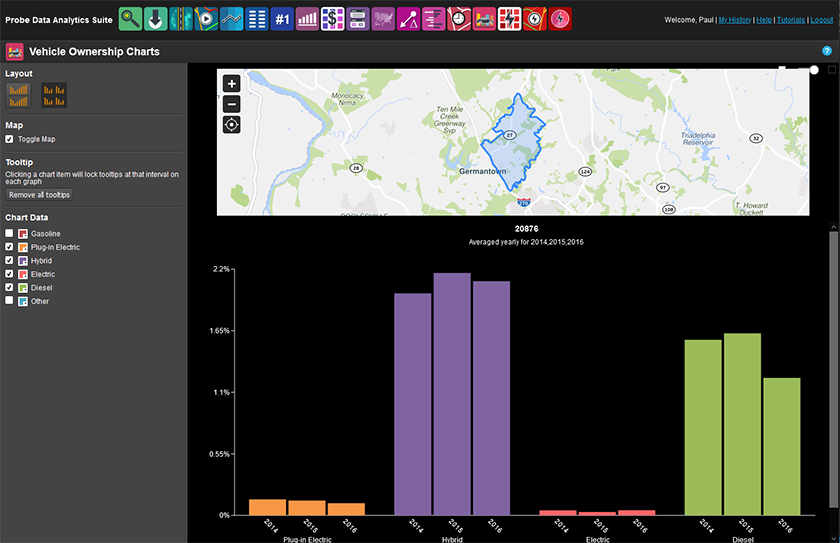 Probe Data Analytics Suite
#1
Welcome, Paul | My History | Help | Tutorials | Logout
Vehicle Ownership Charts
?
Layout
Map
Toggle Map
Tooltip
Clicking a chart item will lock tooltips at that interval on
each graph
Remove all tooltips
Chart Data
Gasoline
Plug-in Electric
Hybrid
Electric
Diesel
Other
+
−
Park
Monocacy,
Nrma
Ten Mile
Creek
Greenway
Syp
27
28
Germantown
270
124
Triadelphia
Reservoir
32
97
108
T. Howard
Duckett
20876
Averaged yearly for 2014,2015,2016
2.2%
1.65%
1.1%
0.55%
0%
2014 2015 2016 2014 2015 2016 2014 2015 2016 2014 2015 2016
Plug-in Electric Hybrid Electric Diesel